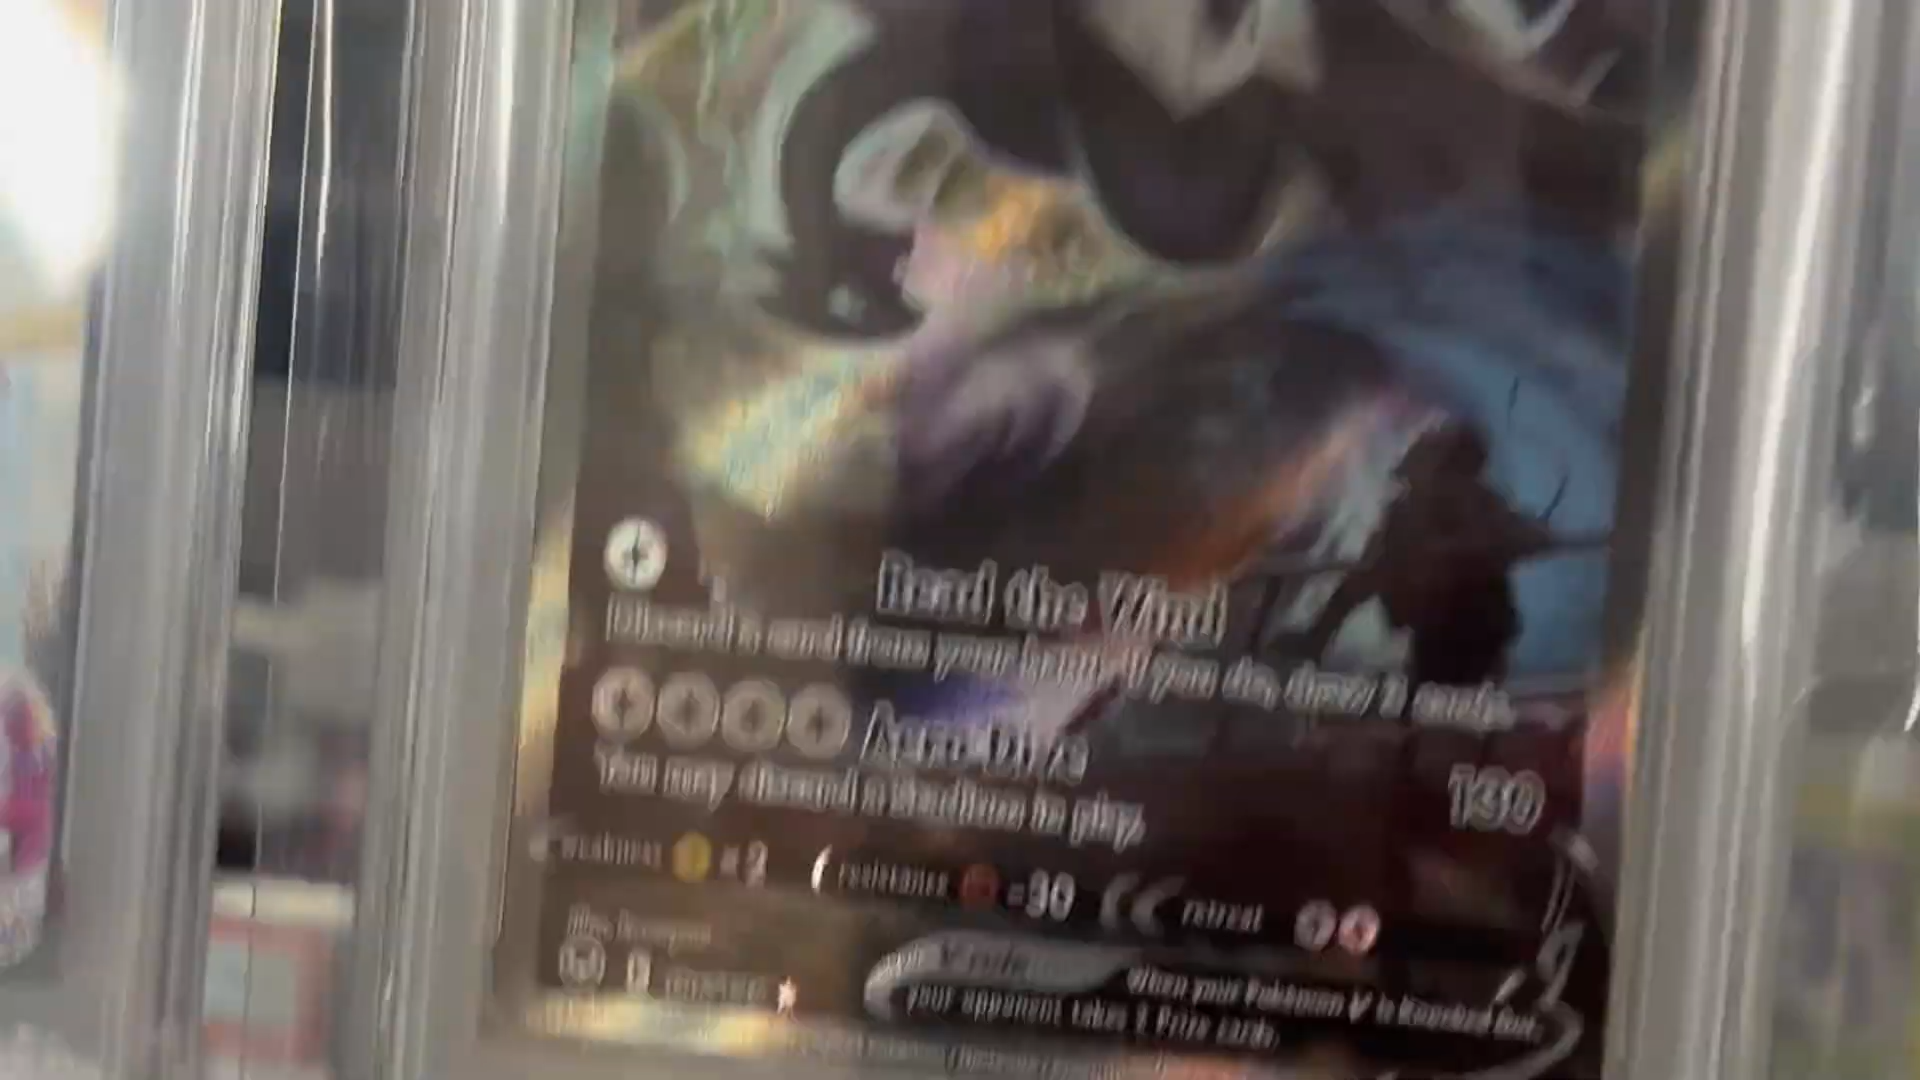 Read the Wind
Discard a card from your hand. If you do, draw 3 cards.
Aero Dive
130
You may discard a Stadium in play.
weakness ×2 resistance -30 retreat
V rule When your Pokémon V is Knocked Out,
your opponent takes 2 Prize cards.